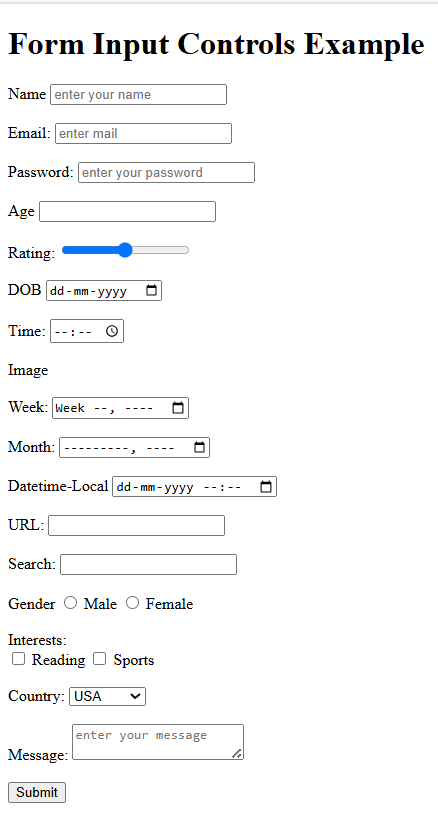 Form Input Controls Example
Name enter your name
Email: enter mail
Password: enter your password
Age
Rating:
DOB dd-mm-yyyy
Time: --:--
Image
Week: Week --, ----
Month: ---------, ----
Datetime-Local dd-mm-yyyy --:--
URL:
Search:
Gender Male Female
Interests:
Reading Sports
Country: USA
Message: enter your message
Submit